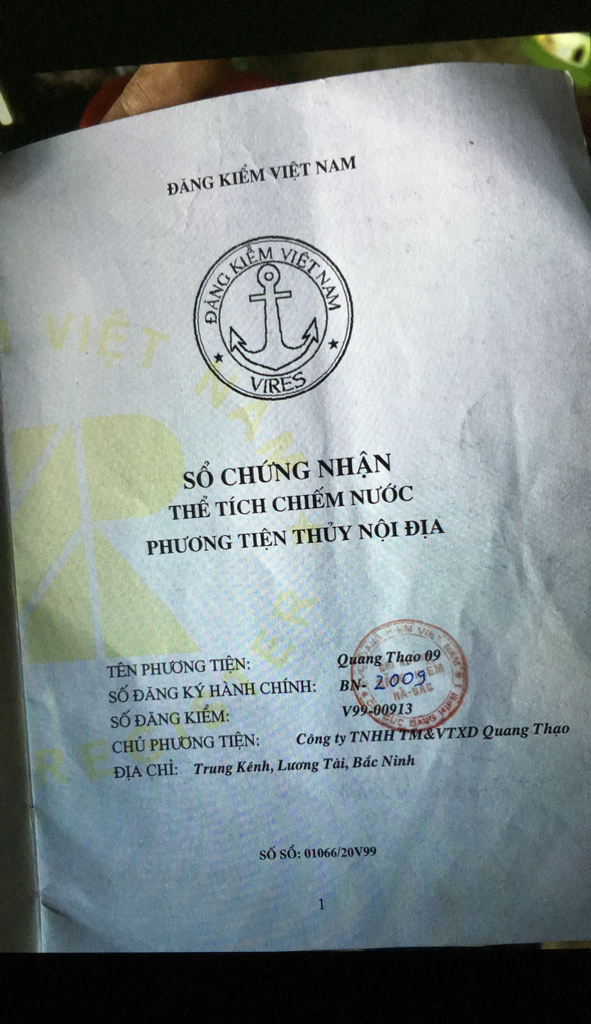 ĐĂNG KIỂM VIỆT NAM
ĐĂNG KIỂM VIỆT NAM
VIRES
VIỆT NAM
REGISTER
SỔ CHỨNG NHẬN
THỂ TÍCH CHIẾM NƯỚC
PHƯƠNG TIỆN THỦY NỘI ĐỊA
TÊN PHƯƠNG TIỆN: Quang Thạo 09
SỐ ĐĂNG KÝ HÀNH CHÍNH: BN- 2009
SỐ ĐĂNG KIỂM: V99-00913
CHỦ PHƯƠNG TIỆN: Công ty TNHH TM&VTXD Quang Thạo
ĐỊA CHỈ: Trung Kênh, Lương Tài, Bắc Ninh
SỐ SỔ: 01066/20V99
1